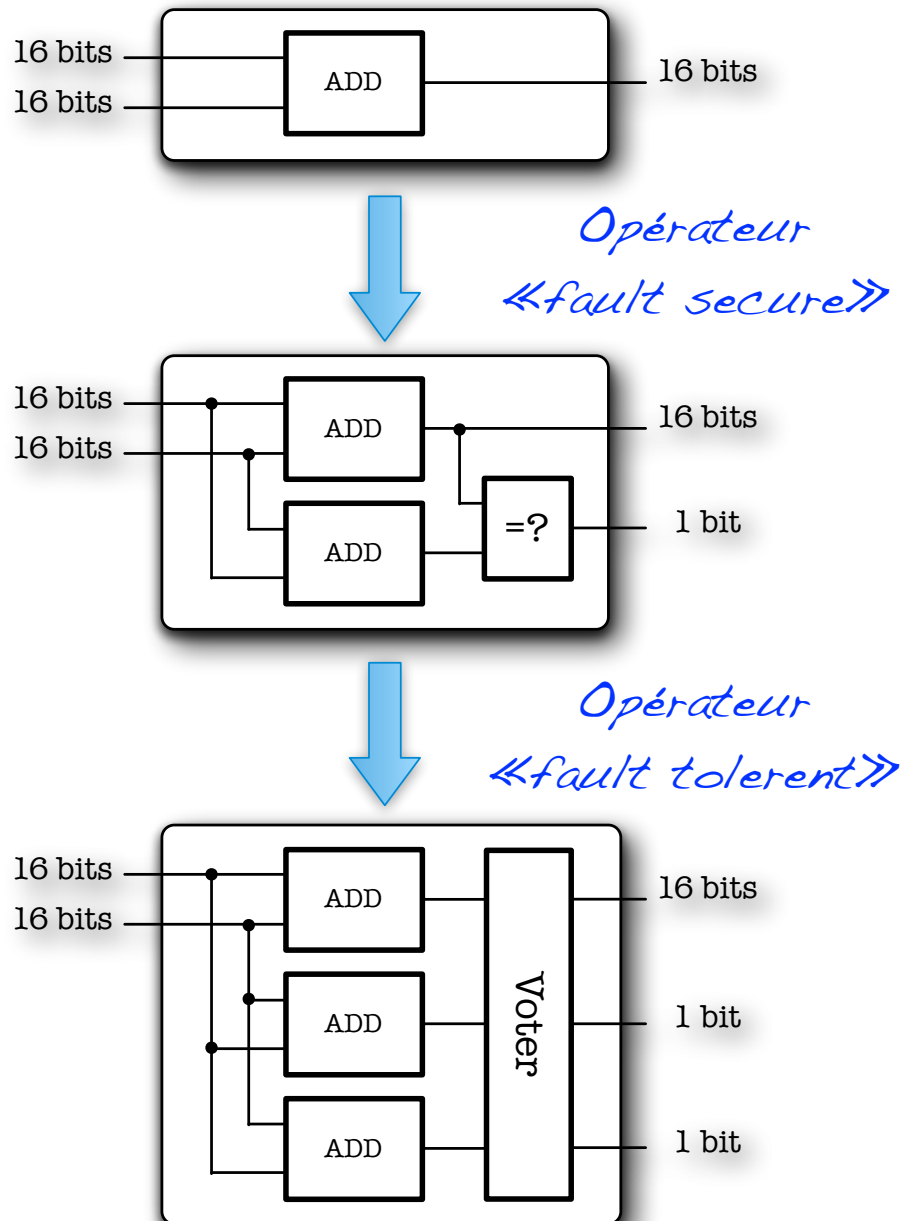 16 bits
ADD
16 bits
16 bits
Opérateur
«fault secure»
16 bits
ADD
16 bits
16 bits
ADD
=?
1 bit
Opérateur
«fault tolerent»
16 bits
ADD
16 bits
16 bits
ADD
Voter
1 bit
ADD
1 bit